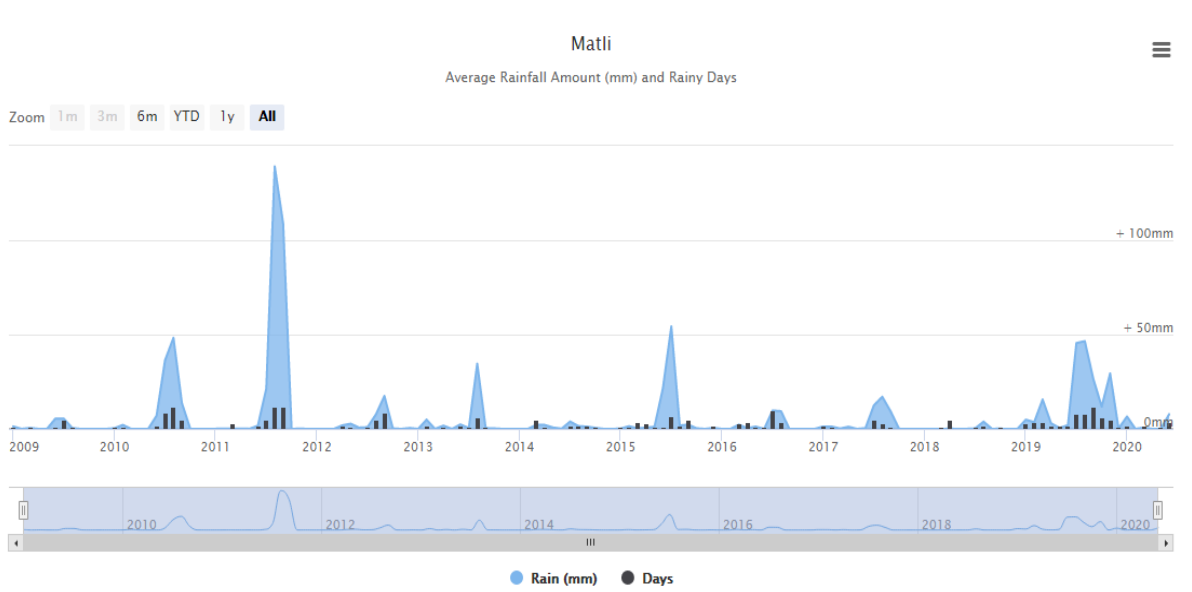 Matli
Average Rainfall Amount (mm) and Rainy Days
Zoom 1m 3m 6m YTD 1y All
+ 100mm
+ 50mm
0mm
2009 2010 2011 2012 2013 2014 2015 2016 2017 2018 2019 2020
2010 2012 2014 2016 2018 2020
Rain (mm) Days